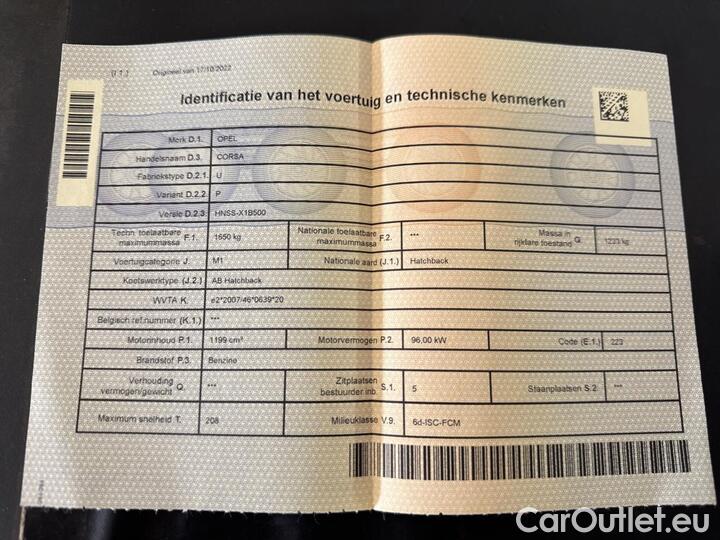 (I 1.) Origineel van 17/10/2022
Identificatie van het voertuig en technische kenmerken
Merk D.1. OPEL
Handelsnaam D.3. CORSA
Fabriekstype D.2.1. U
Variant D.2.2. P
Versie D.2.3. HNSS-X1B500
Techn. toelaatbare maximummassa F.1. 1650 kg Nationale toelaatbare maximummassa F.2. *** Massa in rijklare toestand G. 1233 kg
Voertuigcategorie J. M1 Nationale aard (J.1.) Hatchback
Koetswerktype (J.2.) AB Hatchback
WVTA K. e2*2007/46*0639*20
Belgisch ref.nummer (K.1.) ***
Motorinhoud P.1. 1199 cm³ Motorvermogen P.2. 96,00 kW Code (E.1.) 223
Brandstof P.3. Benzine
Verhouding vermogen/gewicht Q. *** Zitplaatsen bestuurder inb. S.1. 5 Staanplaatsen S.2. ***
Maximum snelheid T. 208 Milieuklasse V.9. 6d-ISC-FCM
CarOutlet.eu